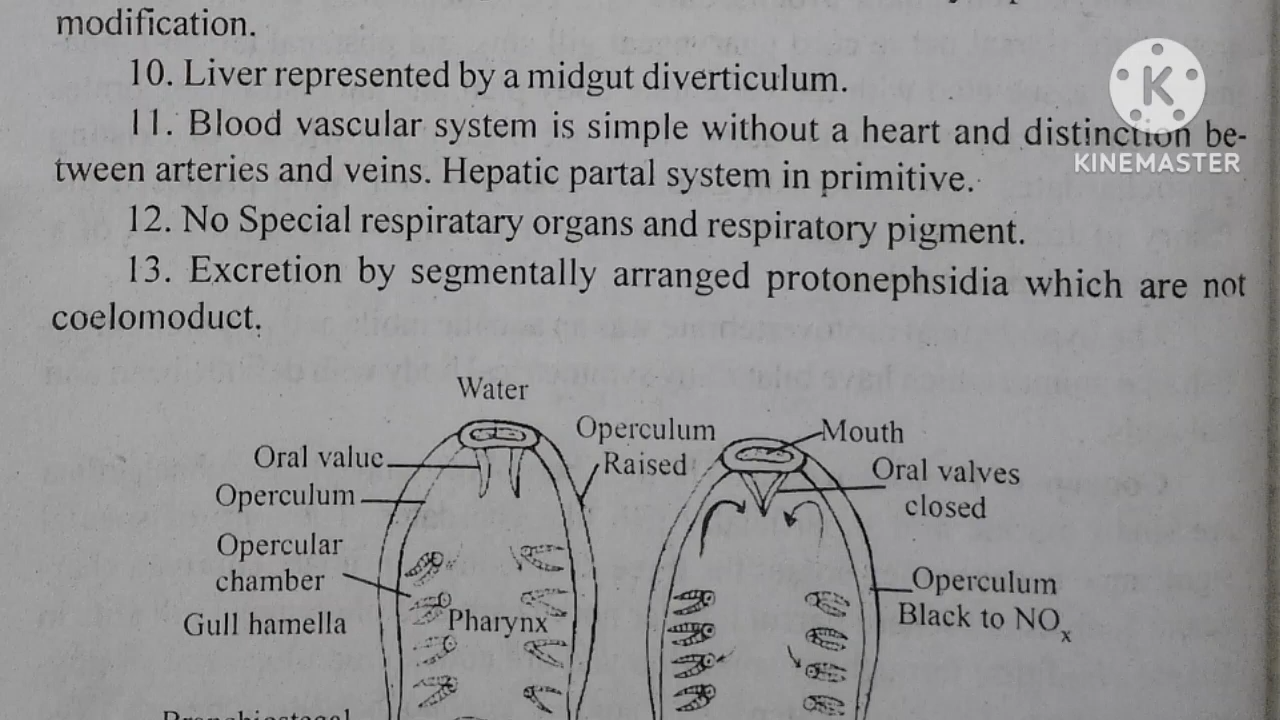 modification.
10. Liver represented by a midgut diverticulum.
11. Blood vascular system is simple without a heart and distinction be-
tween arteries and veins. Hepatic partal system in primitive.
12. No Special respiratary organs and respiratory pigment.
13. Excretion by segmentally arranged protonephsidia which are not
coelomoduct.
Water
Oral value
Operculum
Opercular
chamber
Gull hamella
Pharynx
Operculum
Raised
Mouth
Oral valves
closed
Operculum
Black to NOx
KINEMASTER